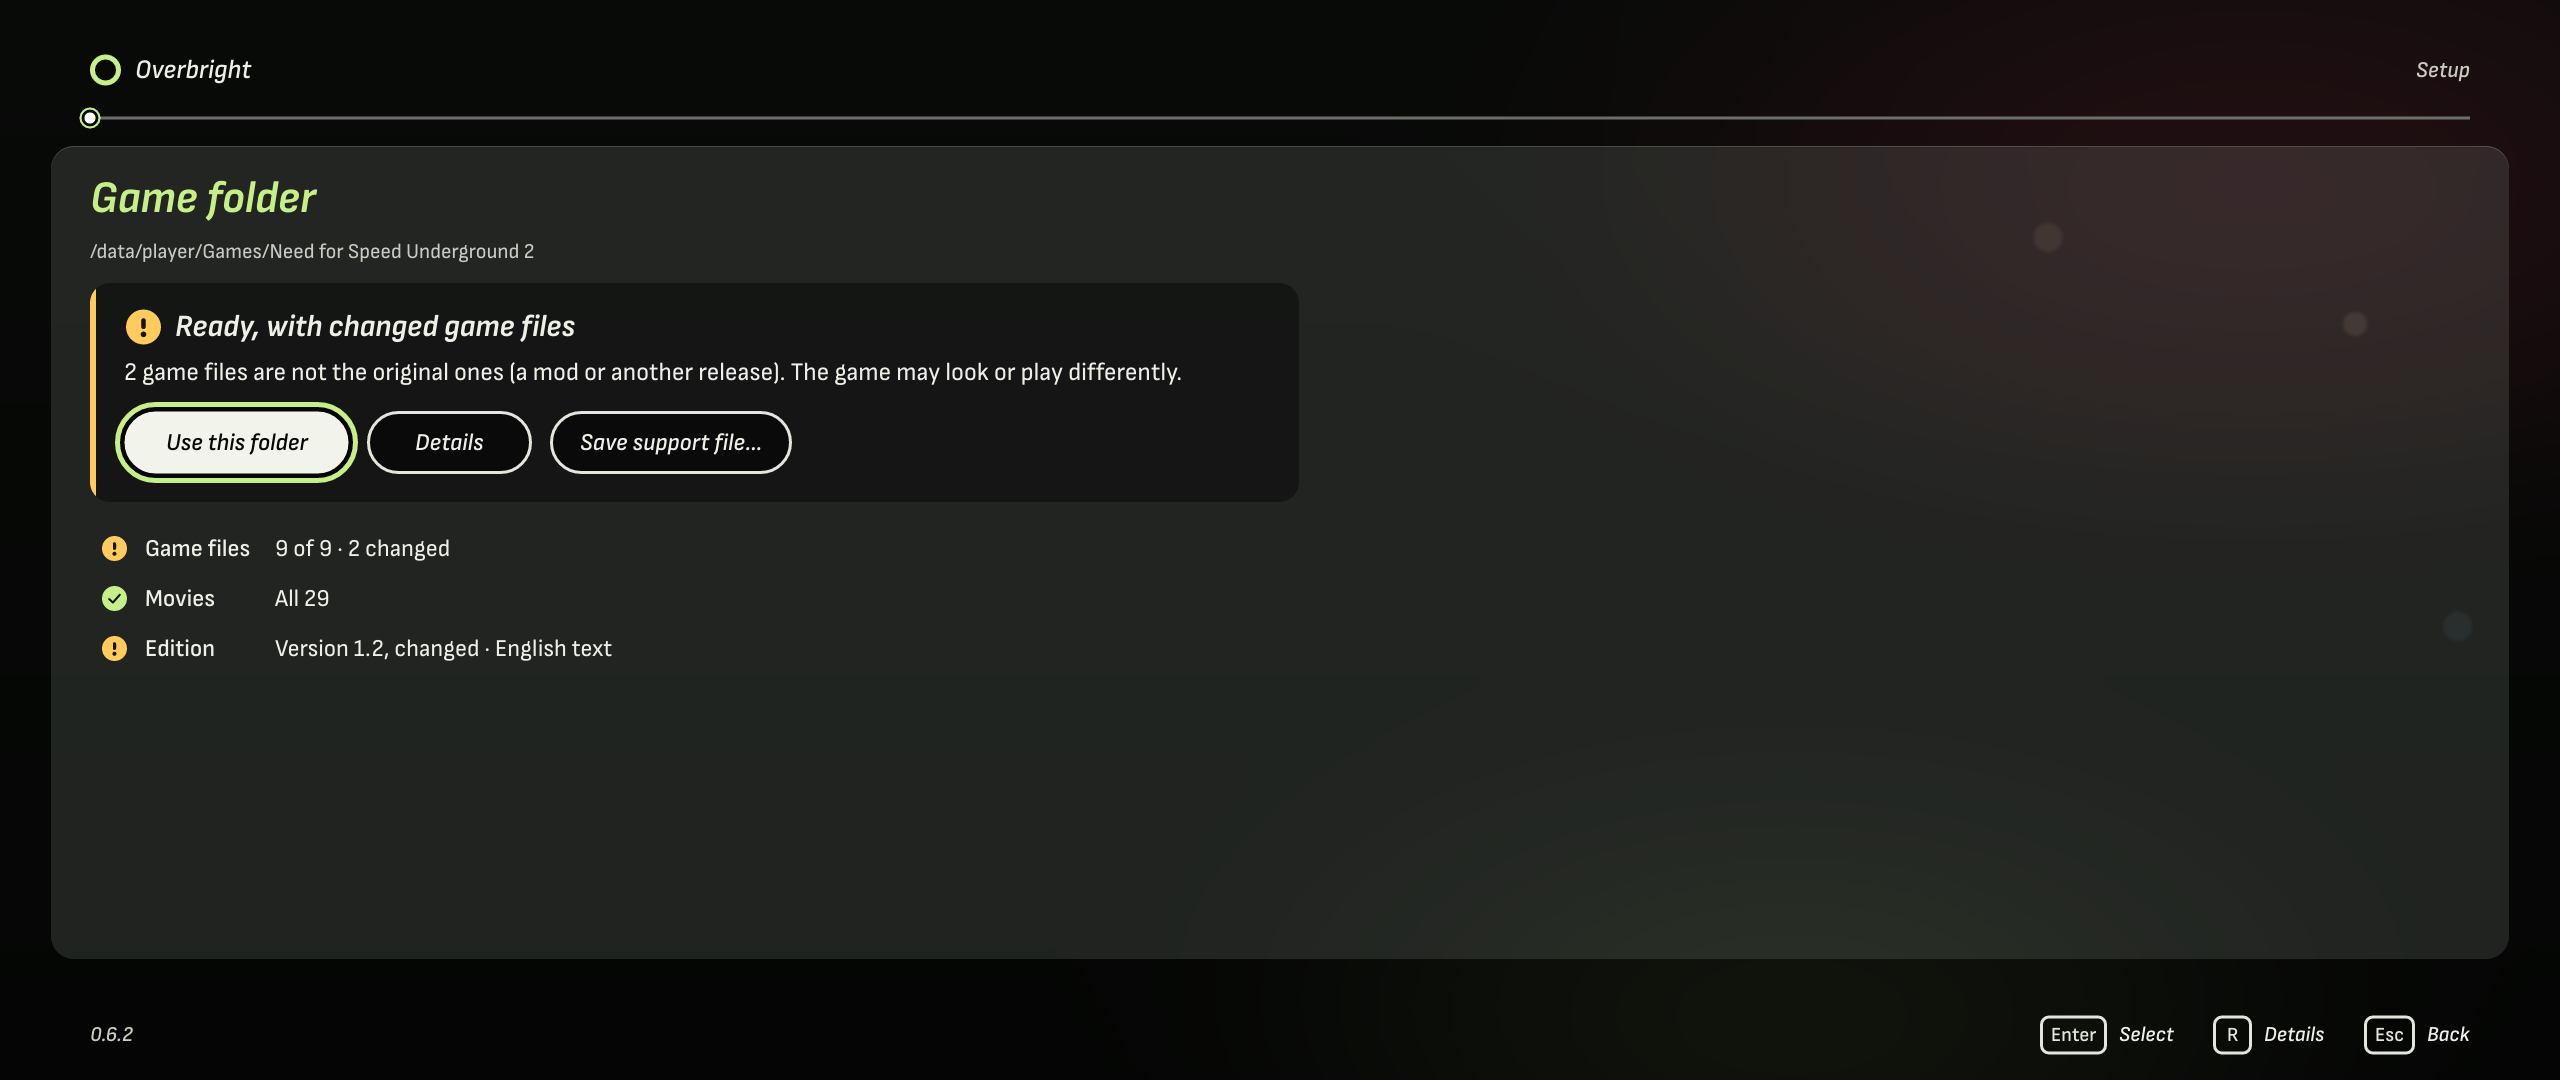 Overbright
Setup
Game folder
/data/player/Games/Need for Speed Underground 2
Ready, with changed game files
2 game files are not the original ones (a mod or another release). The game may look or play differently.
Use this folder
Details
Save support file...
Game files 9 of 9 · 2 changed
Movies All 29
Edition Version 1.2, changed · English text
0.6.2
Enter Select R Details Esc Back